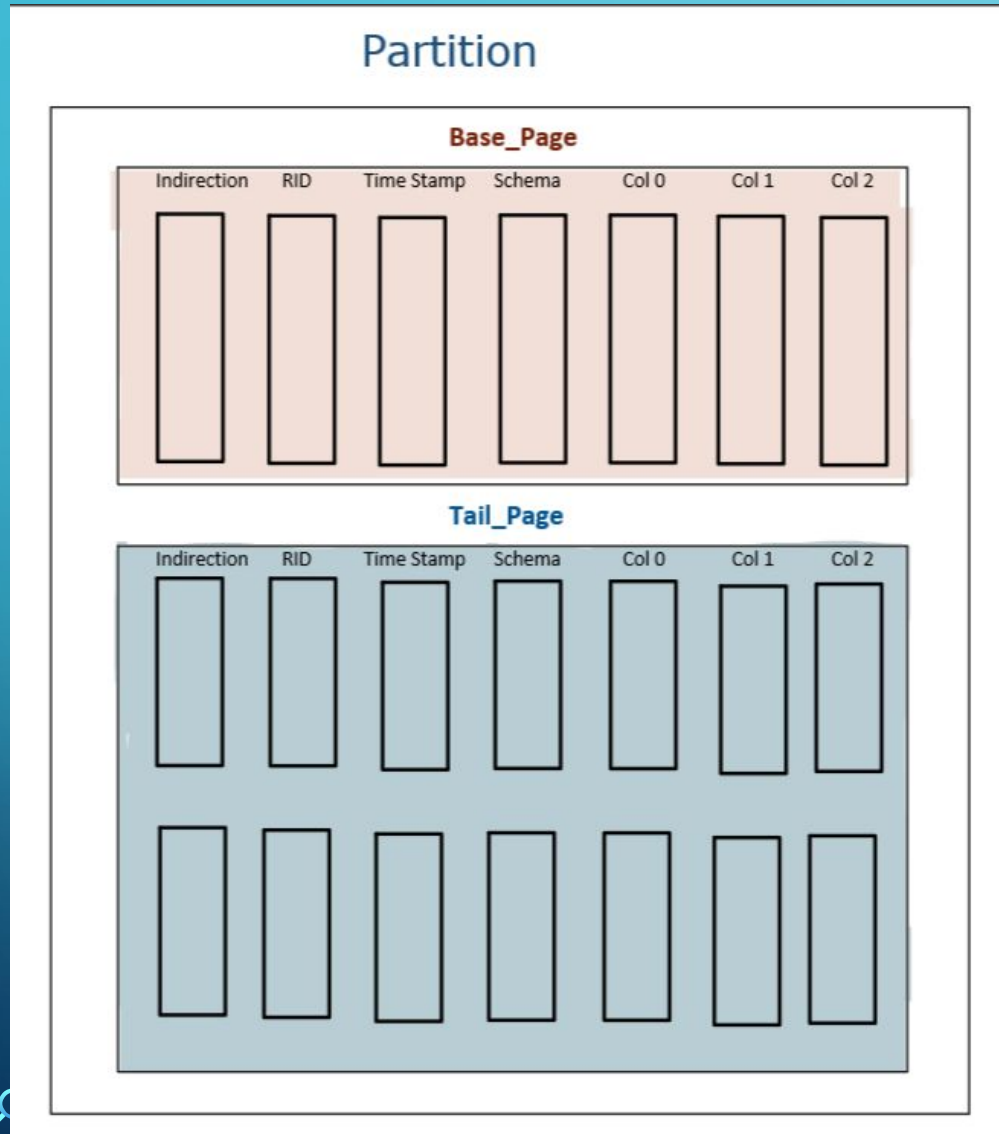 Partition
Base_Page
Indirection RID Time Stamp Schema Col 0 Col 1 Col 2
Tail_Page
Indirection RID Time Stamp Schema Col 0 Col 1 Col 2